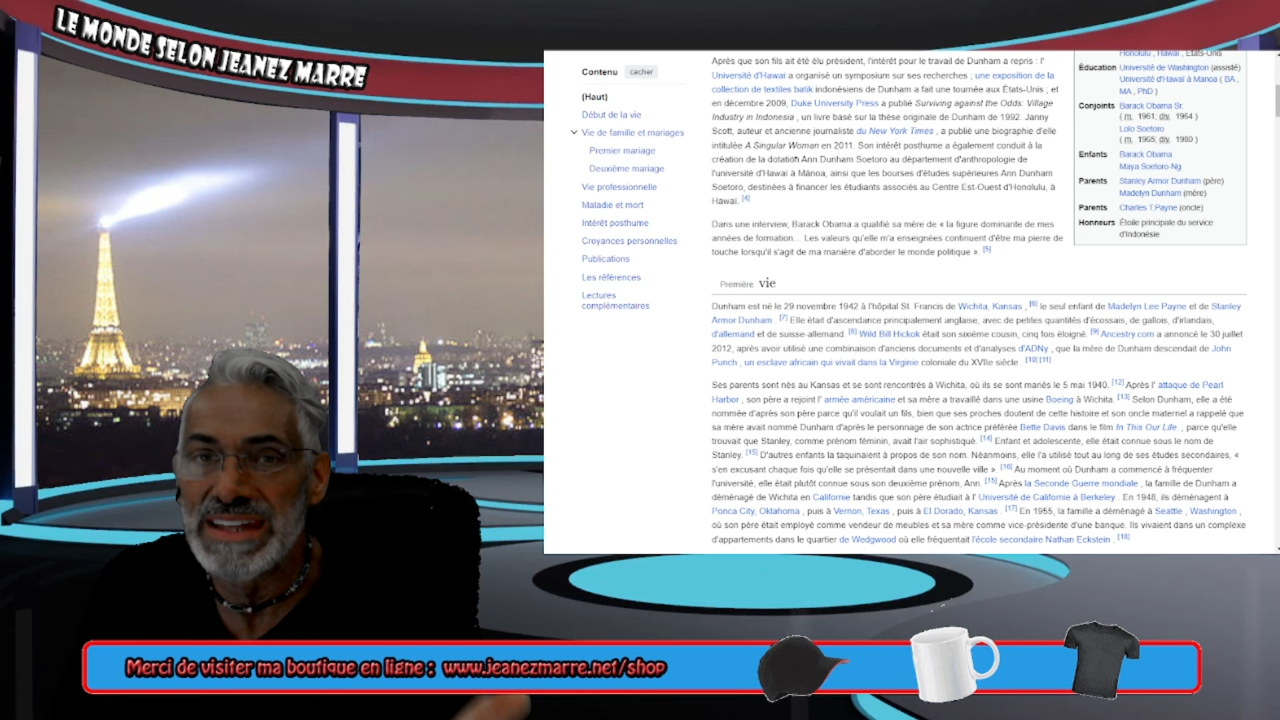 LE MONDE SELON JEANEZ MARRE
Contenu cacher
(Haut)
Début de la vie
Vie de famille et mariages
Premier mariage
Deuxième mariage
Vie professionnelle
Maladie et mort
Intérêt posthume
Croyances personnelles
Publications
Les références
Lectures
complémentaires
Après que son fils ait été élu président, l'intérêt pour le travail de Dunham a repris : l'
Université d'Hawaï a organisé un symposium sur ses recherches ; une exposition de la
collection de textiles batik indonésiens de Dunham a fait une tournée aux États-Unis ; et
en décembre 2009, Duke University Press a publié Surviving against the Odds: Village
Industry in Indonesia , un livre basé sur la thèse originale de Dunham de 1992. Janny
Scott, auteur et ancienne journaliste du New York Times , a publié une biographie d'elle
intitulée A Singular Woman en 2011. Son intérêt posthume a également conduit à la
création de la dotation Ann Dunham Soetoro au département d'anthropologie de
l'université d'Hawaï à Mānoa, ainsi que les bourses d'études supérieures Ann Dunham
Soetoro, destinées à financer les étudiants associés au Centre Est-Ouest d'Honolulu, à
Hawaï. [4]
Dans une interview, Barack Obama a qualifié sa mère de « la figure dominante de mes
années de formation... Les valeurs qu'elle m'a enseignées continuent d'être ma pierre de
touche lorsqu'il s'agit de ma manière d'aborder le monde politique ». [5]
Honolulu , Hawaï , États-Unis
Éducation Université de Washington (assisté)
Université d'Hawaï à Manoa ( BA ,
MA , PhD )
Conjoints Barack Obama Sr.
( m. 1961; div. 1964 )
Lolo Soetoro
( m. 1965; div. 1980 )
Enfants Barack Obama
Maya Soetoro-Ng
Parents Stanley Armor Dunham (père)
Madelyn Dunham (mère)
Parents Charles T.Payne (oncle)
Honneurs Étoile principale du service
d'Indonésie
Première vie
Dunham est né le 29 novembre 1942 à l'hôpital St. Francis de Wichita, Kansas , [6] le seul enfant de Madelyn Lee Payne et de Stanley
Armor Dunham . [7] Elle était d'ascendance principalement anglaise, avec de petites quantités d'écossais, de gallois, d'irlandais,
d'allemand et de suisse-allemand. [8] Wild Bill Hickok était son sixième cousin, cinq fois éloigné. [9] Ancestry.com a annoncé le 30 juillet
2012, après avoir utilisé une combinaison d'anciens documents et d'analyses d'ADNy , que la mère de Dunham descendait de John
Punch , un esclave africain qui vivait dans la Virginie coloniale du XVIIe siècle . [10] [11]
Ses parents sont nés au Kansas et se sont rencontrés à Wichita, où ils se sont mariés le 5 mai 1940. [12] Après l' attaque de Pearl
Harbor , son père a rejoint l' armée américaine et sa mère a travaillé dans une usine Boeing à Wichita. [13] Selon Dunham, elle a été
nommée d'après son père parce qu'il voulait un fils, bien que ses proches doutent de cette histoire et son oncle maternel a rappelé que
sa mère avait nommé Dunham d'après le personnage de son actrice préférée Bette Davis dans le film In This Our Life , parce qu'elle
trouvait que Stanley, comme prénom féminin, avait l'air sophistiqué. [14] Enfant et adolescente, elle était connue sous le nom de
Stanley. [15] D'autres enfants la taquinaient à propos de son nom. Néanmoins, elle l'a utilisé tout au long de ses études secondaires, «
s'en excusant chaque fois qu'elle se présentait dans une nouvelle ville ». [16] Au moment où Dunham a commencé à fréquenter
l'université, elle était plutôt connue sous son deuxième prénom, Ann. [15] Après la Seconde Guerre mondiale , la famille de Dunham a
déménagé de Wichita en Californie tandis que son père étudiait à l' Université de Californie à Berkeley . En 1948, ils déménagent à
Ponca City, Oklahoma , puis à Vernon, Texas , puis à El Dorado, Kansas . [17] En 1955, la famille a déménagé à Seattle , Washington ,
où son père était employé comme vendeur de meubles et sa mère comme vice-présidente d'une banque. Ils vivaient dans un complexe
d'appartements dans le quartier de Wedgwood où elle fréquentait l'école secondaire Nathan Eckstein . [18]
Merci de visiter ma boutique en ligne : www.jeanezmarre.net/shop